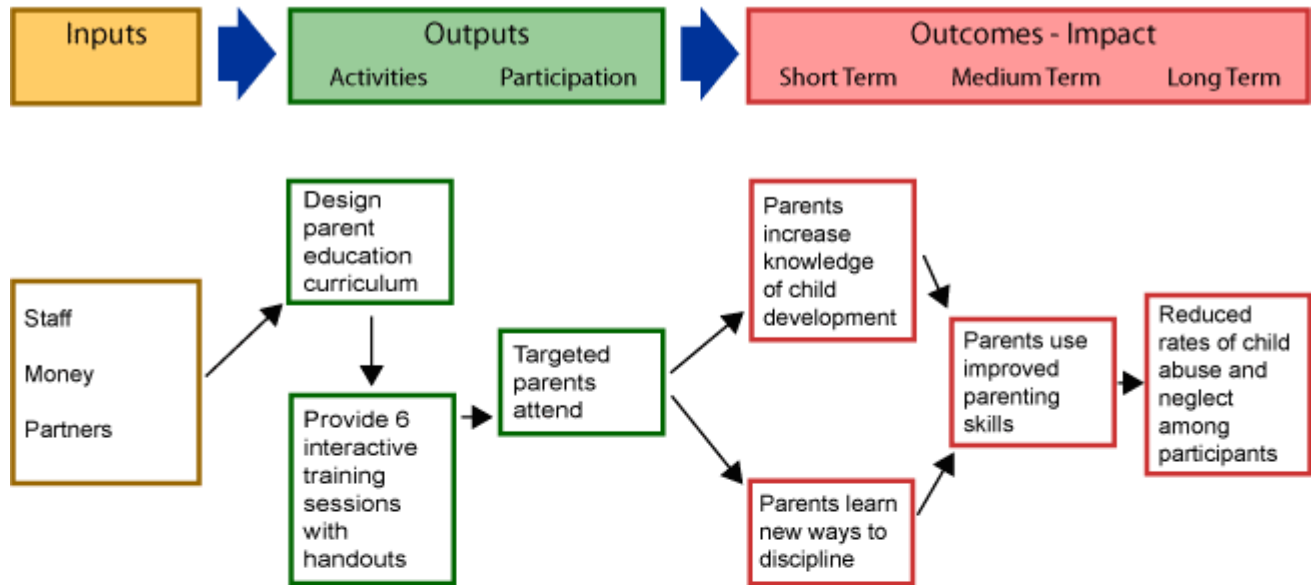 Inputs
Outputs
Activities Participation
Outcomes - Impact
Short Term Medium Term Long Term
Staff
Money
Partners
Design
parent
education
curriculum
Provide 6
interactive
training
sessions
with
handouts
Targeted
parents
attend
Parents
increase
knowledge
of child
development
Parents learn
new ways to
discipline
Parents use
improved
parenting
skills
Reduced
rates of child
abuse and
neglect
among
participants